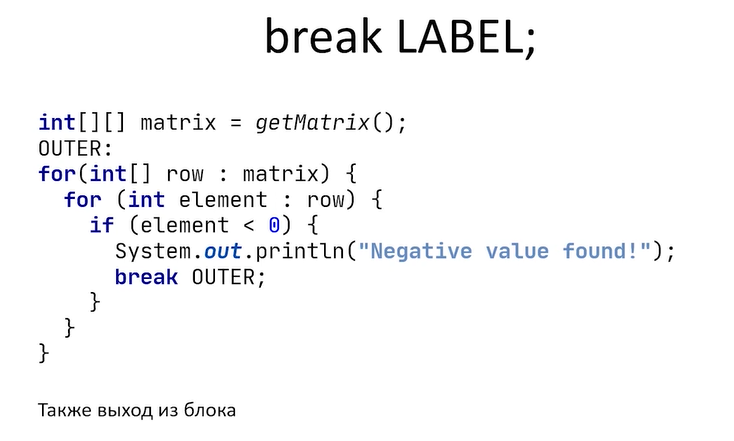 break LABEL;
int[][] matrix = getMatrix();
OUTER:
for(int[] row : matrix) {
  for (int element : row) {
    if (element < 0) {
      System.out.println("Negative value found!");
      break OUTER;
    }
  }
}
Также выход из блока